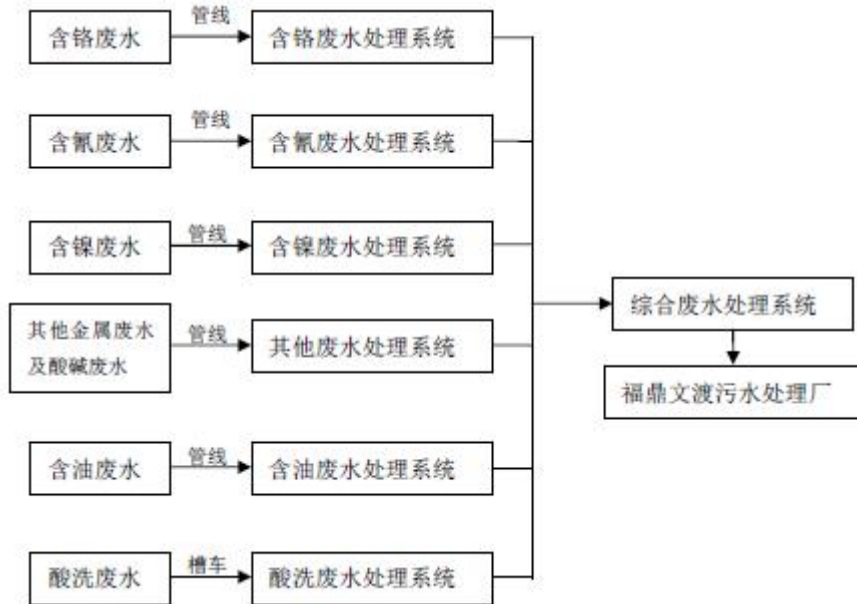 含铬废水
管线
含铬废水处理系统
含氰废水
管线
含氰废水处理系统
含镍废水
管线
含镍废水处理系统
其他金属废水
及酸碱废水
管线
其他废水处理系统
综合废水处理系统
福鼎文渡污水处理厂
含油废水
管线
含油废水处理系统
酸洗废水
槽车
酸洗废水处理系统